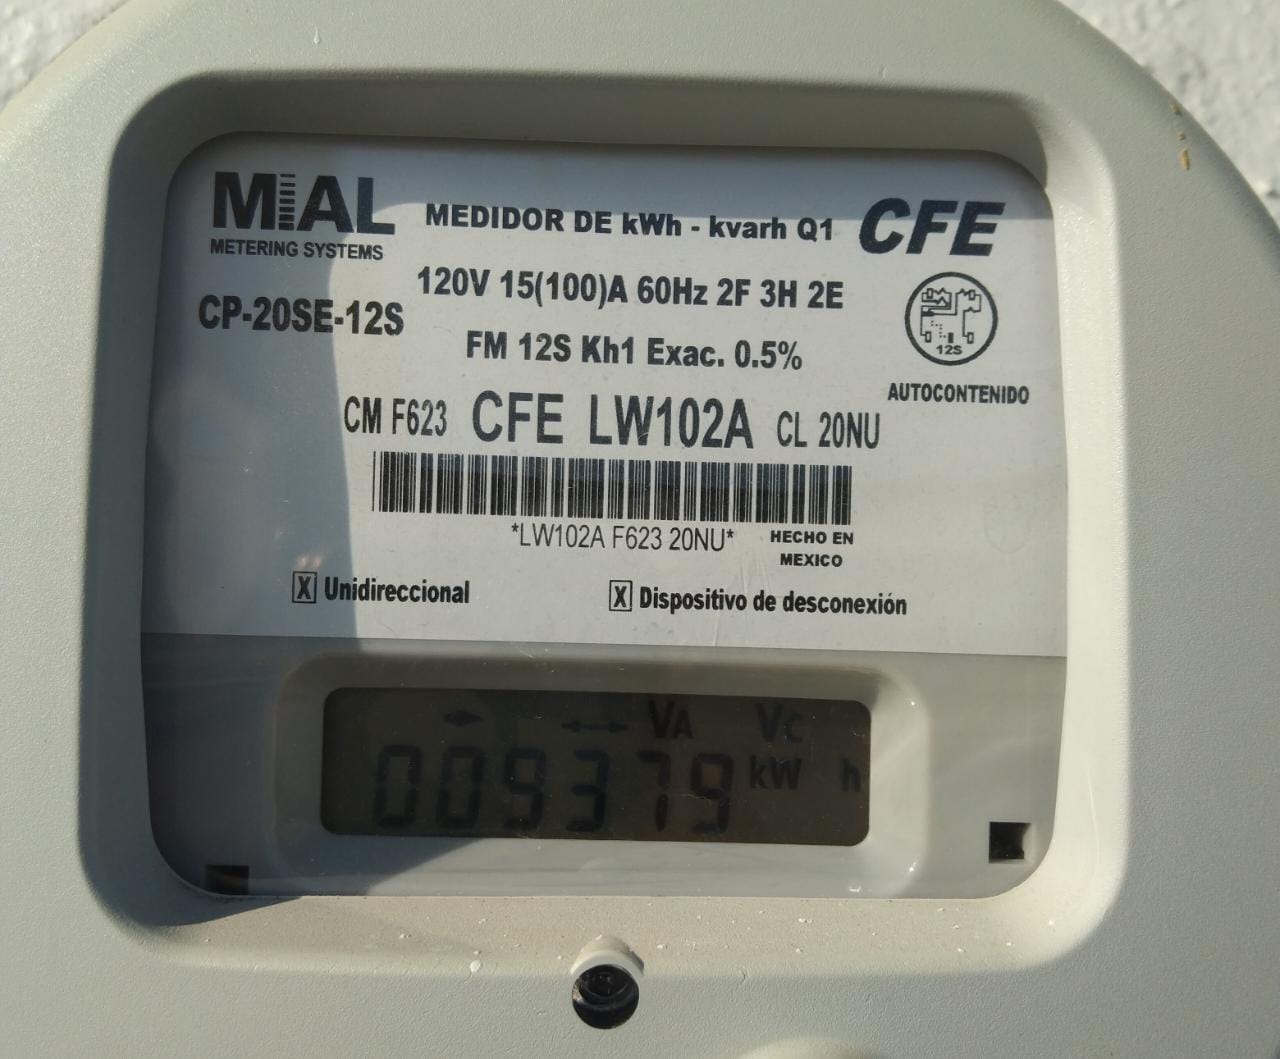 MIAL
METERING SYSTEMS
MEDIDOR DE kWh - kvarh Q1
CFE
120V 15(100)A 60Hz 2F 3H 2E
CP-20SE-12S
FM 12S Kh1 Exac. 0.5%
12S
AUTOCONTENIDO
CM F623 CFE LW102A CL 20NU
*LW102A F623 20NU*
HECHO EN
MEXICO
X Unidireccional
X Dispositivo de desconexión
VA VC
009379 kW h